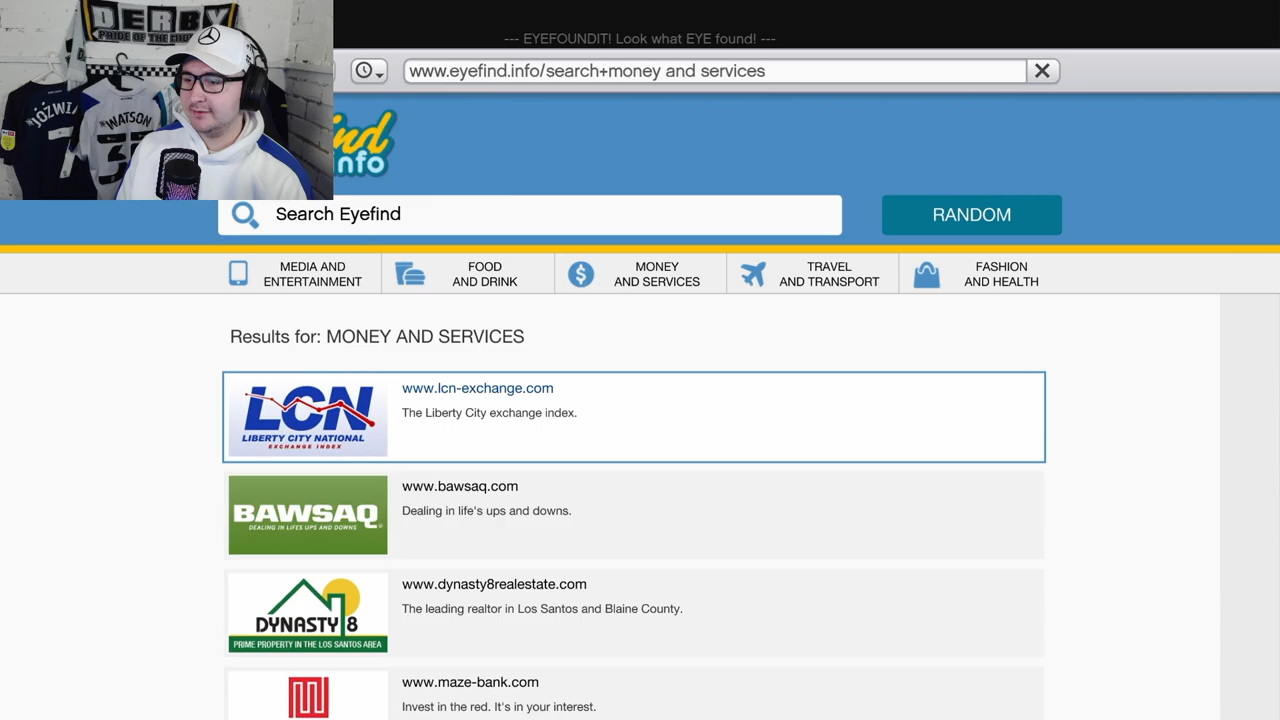 --- EYEFOUNDIT! Look what EYE found! ---
DERBY
PRIDE OF THE MID
JÓŹWIA
WATSON
www.eyefind.info/search+money and services
ind
info
Search Eyefind
RANDOM
MEDIA AND
ENTERTAINMENT
FOOD
AND DRINK
MONEY
AND SERVICES
TRAVEL
AND TRANSPORT
FASHION
AND HEALTH
Results for: MONEY AND SERVICES
LCN
LIBERTY CITY NATIONAL
EXCHANGE INDEX
www.lcn-exchange.com
The Liberty City exchange index.
BAWSAQ
DEALING IN LIFES UPS AND DOWNS
www.bawsaq.com
Dealing in life's ups and downs.
DYNASTY 8
PRIME PROPERTY IN THE LOS SANTOS AREA
www.dynasty8realestate.com
The leading realtor in Los Santos and Blaine County.
www.maze-bank.com
Invest in the red. It's in your interest.